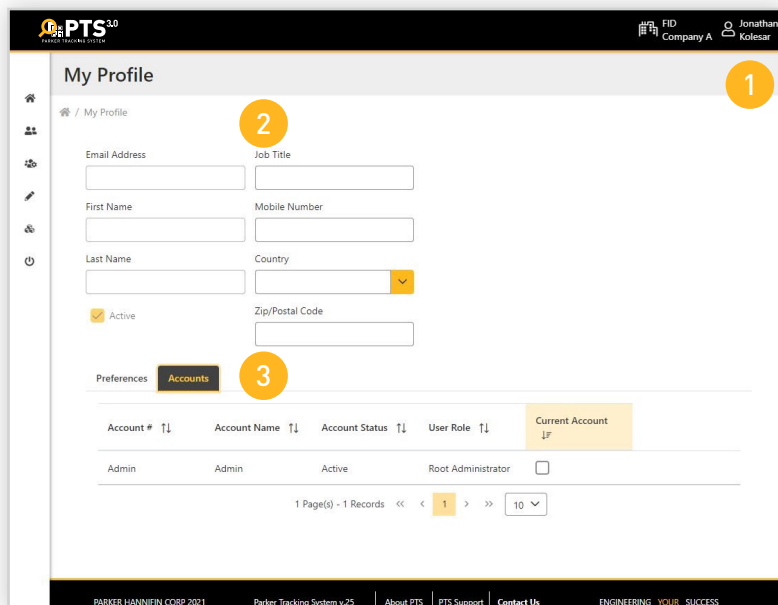 PTS 3.0
PARKER TRACKING SYSTEM
FID
Company A
Jonathan
Kolesar
My Profile
1
/ My Profile
2
Email Address
Job Title
First Name
Mobile Number
Last Name
Country
Active
Zip/Postal Code
3
Preferences
Accounts
Account # Account Name Account Status User Role Current Account
Admin Admin Active Root Administrator
1 Page(s) - 1 Records « ‹ 1 › » 10
PARKER HANNIFIN CORP 2021 Parker Tracking System v.25 About PTS PTS Support Contact Us ENGINEERING YOUR SUCCESS